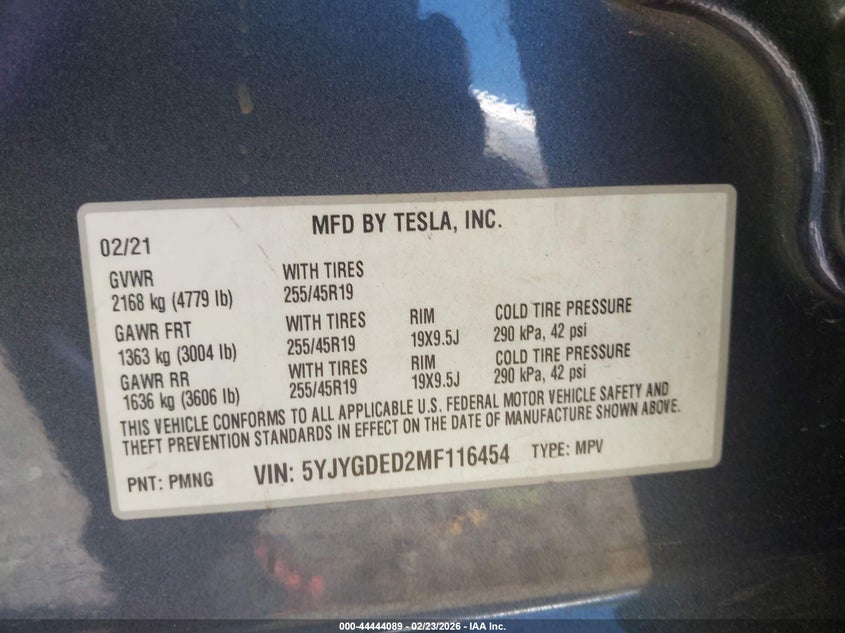 MFD BY TESLA, INC.
02/21
GVWR WITH TIRES
2168 kg (4779 lb) 255/45R19
GAWR FRT WITH TIRES RIM COLD TIRE PRESSURE
1363 kg (3004 lb) 255/45R19 19X9.5J 290 kPa, 42 psi
GAWR RR WITH TIRES RIM COLD TIRE PRESSURE
1636 kg (3606 lb) 255/45R19 19X9.5J 290 kPa, 42 psi
THIS VEHICLE CONFORMS TO ALL APPLICABLE U.S. FEDERAL MOTOR VEHICLE SAFETY AND
THEFT PREVENTION STANDARDS IN EFFECT ON THE DATE OF MANUFACTURE SHOWN ABOVE.
PNT: PMNG VIN: 5YJYGDED2MF116454 TYPE: MPV
000-44444089 - 02/23/2026 - IAA Inc.